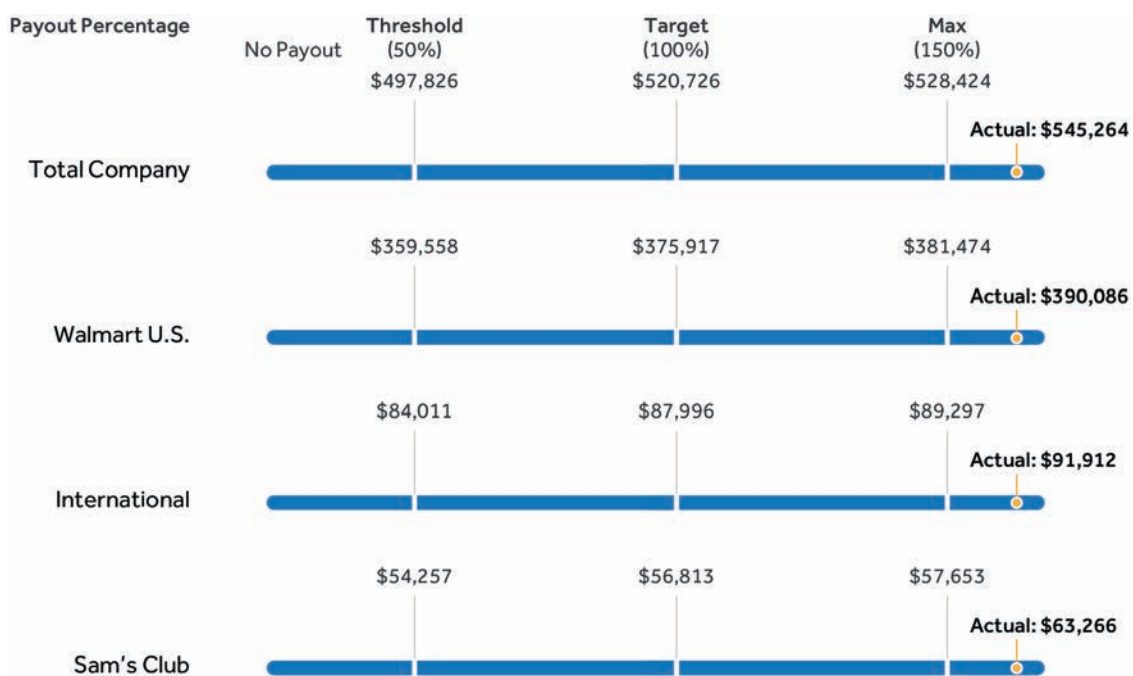 Payout Percentage Threshold Target Max
No Payout (50%) (100%) (150%)
$497,826 $520,726 $528,424
Actual: $545,264
Total Company
$359,558 $375,917 $381,474
Actual: $390,086
Walmart U.S.
$84,011 $87,996 $89,297
Actual: $91,912
International
$54,257 $56,813 $57,653
Actual: $63,266
Sam's Club